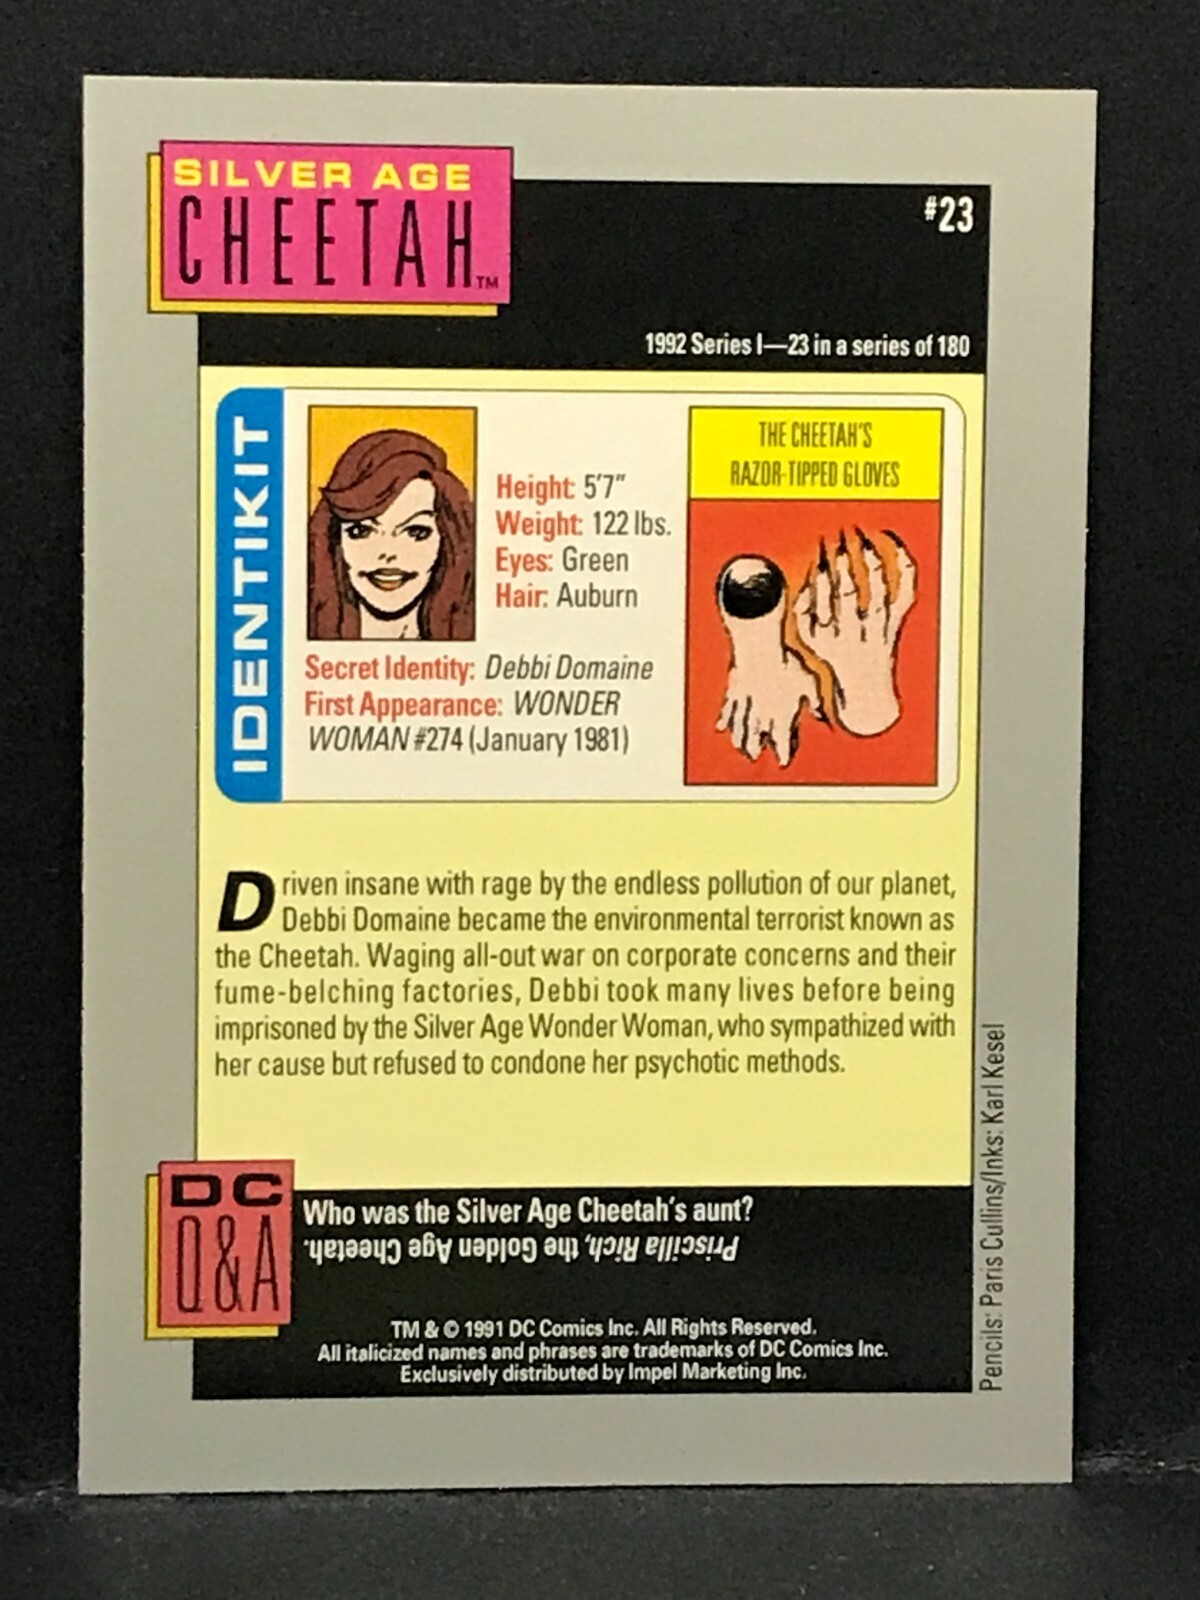 SILVER AGE
CHEETAH™
#23
1992 Series I—23 in a series of 180
IDENTIKIT
Height: 5'7"
Weight: 122 lbs.
Eyes: Green
Hair: Auburn
Secret Identity: Debbi Domaine
First Appearance: WONDER
WOMAN #274 (January 1981)
THE CHEETAH'S
RAZOR-TIPPED GLOVES
Driven insane with rage by the endless pollution of our planet,
Debbi Domaine became the environmental terrorist known as
the Cheetah. Waging all-out war on corporate concerns and their
fume-belching factories, Debbi took many lives before being
imprisoned by the Silver Age Wonder Woman, who sympathized with
her cause but refused to condone her psychotic methods.
Pencils: Paris Cullins/Inks: Karl Kesel
DC
Q&A
Who was the Silver Age Cheetah's aunt?
Priscilla Rich, the Golden Age Cheetah.
TM & © 1991 DC Comics Inc. All Rights Reserved.
All italicized names and phrases are trademarks of DC Comics Inc.
Exclusively distributed by Impel Marketing Inc.